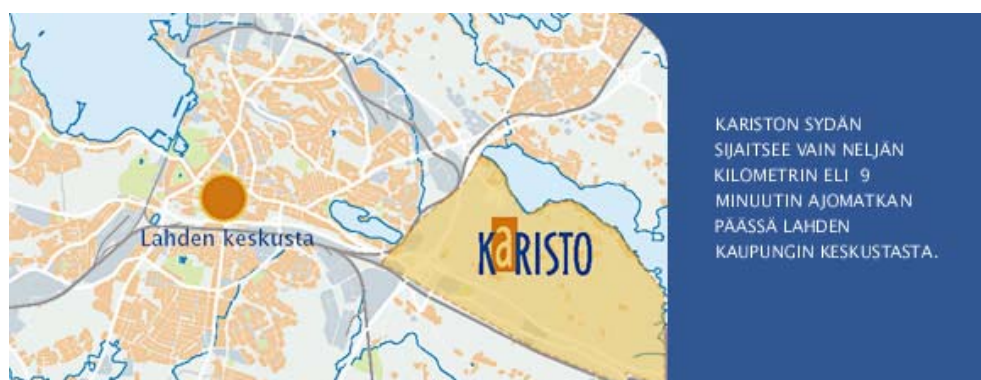 Lahden keskusta
KaRISTO
KARISTON SYDÄN
SIJAITSEE VAIN NELJÄN
KILOMETRIN ELI 9
MINUUTIN AJOMATKAN
PÄÄSSÄ LAHDEN
KAUPUNGIN KESKUSTASTA.